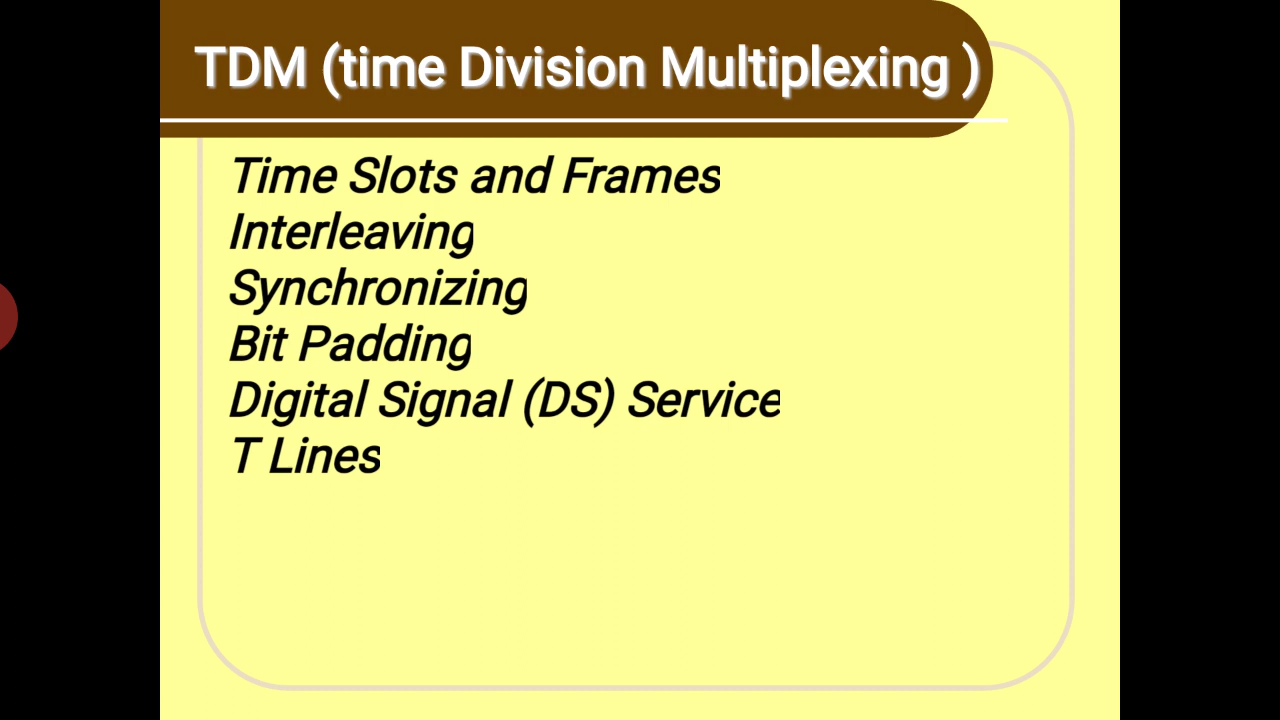 TDM (time Division Multiplexing )
Time Slots and Frames
Interleaving
Synchronizing
Bit Padding
Digital Signal (DS) Service
T Lines